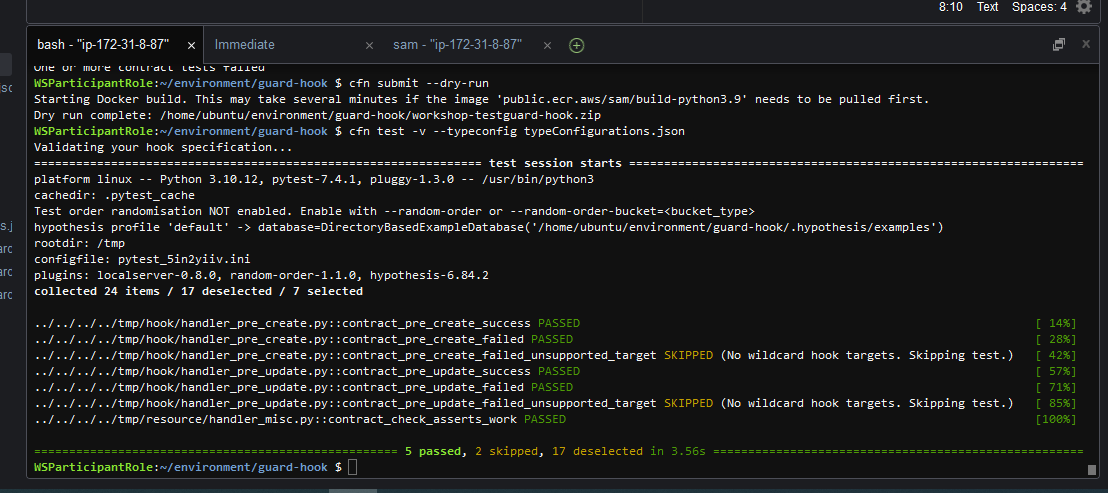 8:10 Text Spaces: 4
bash - "ip-172-31-8-87" × Immediate × sam - "ip-172-31-8-87" ×
One or more contract tests failed
WSParticipantRole:~/environment/guard-hook $ cfn submit --dry-run
Starting Docker build. This may take several minutes if the image 'public.ecr.aws/sam/build-python3.9' needs to be pulled first.
Dry run complete: /home/ubuntu/environment/guard-hook/workshop-testguard-hook.zip
WSParticipantRole:~/environment/guard-hook $ cfn test -v --typeconfig typeConfigurations.json
Validating your hook specification...
================================================================ test session starts =================================================================
platform linux -- Python 3.10.12, pytest-7.4.1, pluggy-1.3.0 -- /usr/bin/python3
cachedir: .pytest_cache
Test order randomisation NOT enabled. Enable with --random-order or --random-order-bucket=<bucket_type>
hypothesis profile 'default' -> database=DirectoryBasedExampleDatabase('/home/ubuntu/environment/guard-hook/.hypothesis/examples')
rootdir: /tmp
configfile: pytest_5in2yiiv.ini
plugins: localserver-0.8.0, random-order-1.1.0, hypothesis-6.84.2
collected 24 items / 17 deselected / 7 selected
../../../../tmp/hook/handler_pre_create.py::contract_pre_create_success PASSED [ 14%]
../../../../tmp/hook/handler_pre_create.py::contract_pre_create_failed PASSED [ 28%]
../../../../tmp/hook/handler_pre_create.py::contract_pre_create_failed_unsupported_target SKIPPED (No wildcard hook targets. Skipping test.) [ 42%]
../../../../tmp/hook/handler_pre_update.py::contract_pre_update_success PASSED [ 57%]
../../../../tmp/hook/handler_pre_update.py::contract_pre_update_failed PASSED [ 71%]
../../../../tmp/hook/handler_pre_update.py::contract_pre_update_failed_unsupported_target SKIPPED (No wildcard hook targets. Skipping test.) [ 85%]
../../../../tmp/resource/handler_misc.py::contract_check_asserts_work PASSED [100%]
==================================================== 5 passed, 2 skipped, 17 deselected in 3.56s =====================================================
WSParticipantRole:~/environment/guard-hook $